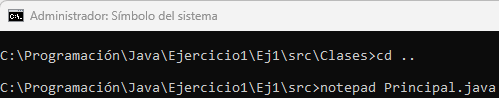 Administrador: Símbolo del sistema
C:\Programación\Java\Ejercicio1\Ej1\src\Clases>cd ..
C:\Programación\Java\Ejercicio1\Ej1\src>notepad Principal.java